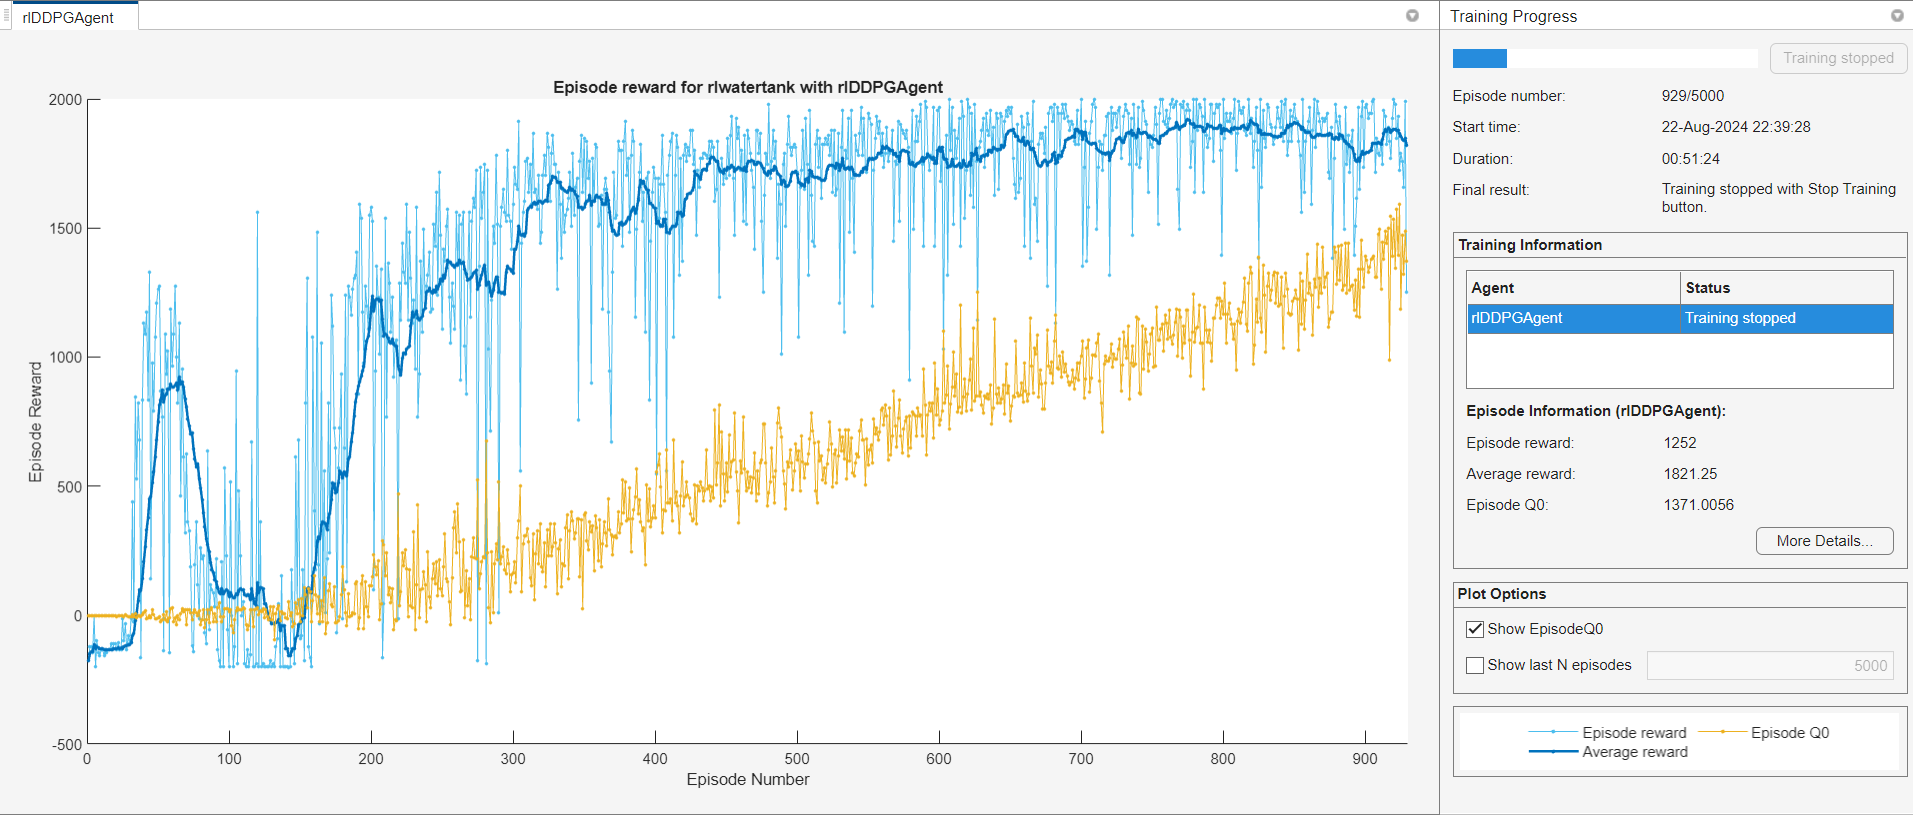 rlDDPGAgent
Episode reward for rlwatertank with rlDDPGAgent
2000
1500
1000
500
0
-500
Episode Reward
0 100 200 300 400 500 600 700 800 900
Episode Number
Training Progress
Training stopped
Episode number: 929/5000
Start time: 22-Aug-2024 22:39:28
Duration: 00:51:24
Final result: Training stopped with Stop Training
button.
Training Information
Agent Status
rlDDPGAgent Training stopped
Episode Information (rlDDPGAgent):
Episode reward: 1252
Average reward: 1821.25
Episode Q0: 1371.0056
More Details...
Plot Options
Show EpisodeQ0
Show last N episodes 5000
Episode reward Episode Q0
Average reward